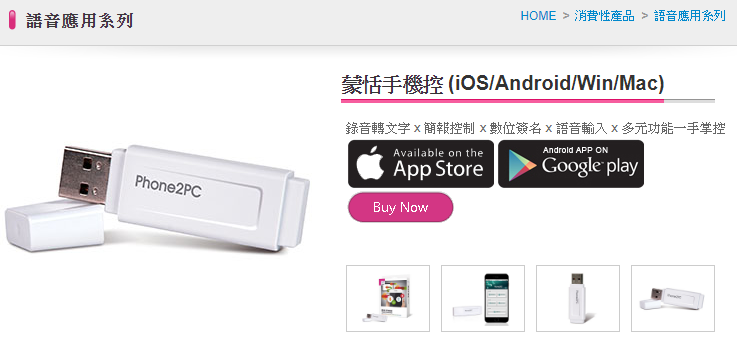 語音應用系列
HOME > 消費性產品 > 語音應用系列
蒙恬手機控 (iOS/Android/Win/Mac)
錄音轉文字 x 簡報控制 x 數位簽名 x 語音輸入 x 多元功能一手掌控
Available on the
App Store
Android APP ON
Google play
Buy Now
Phone2PC